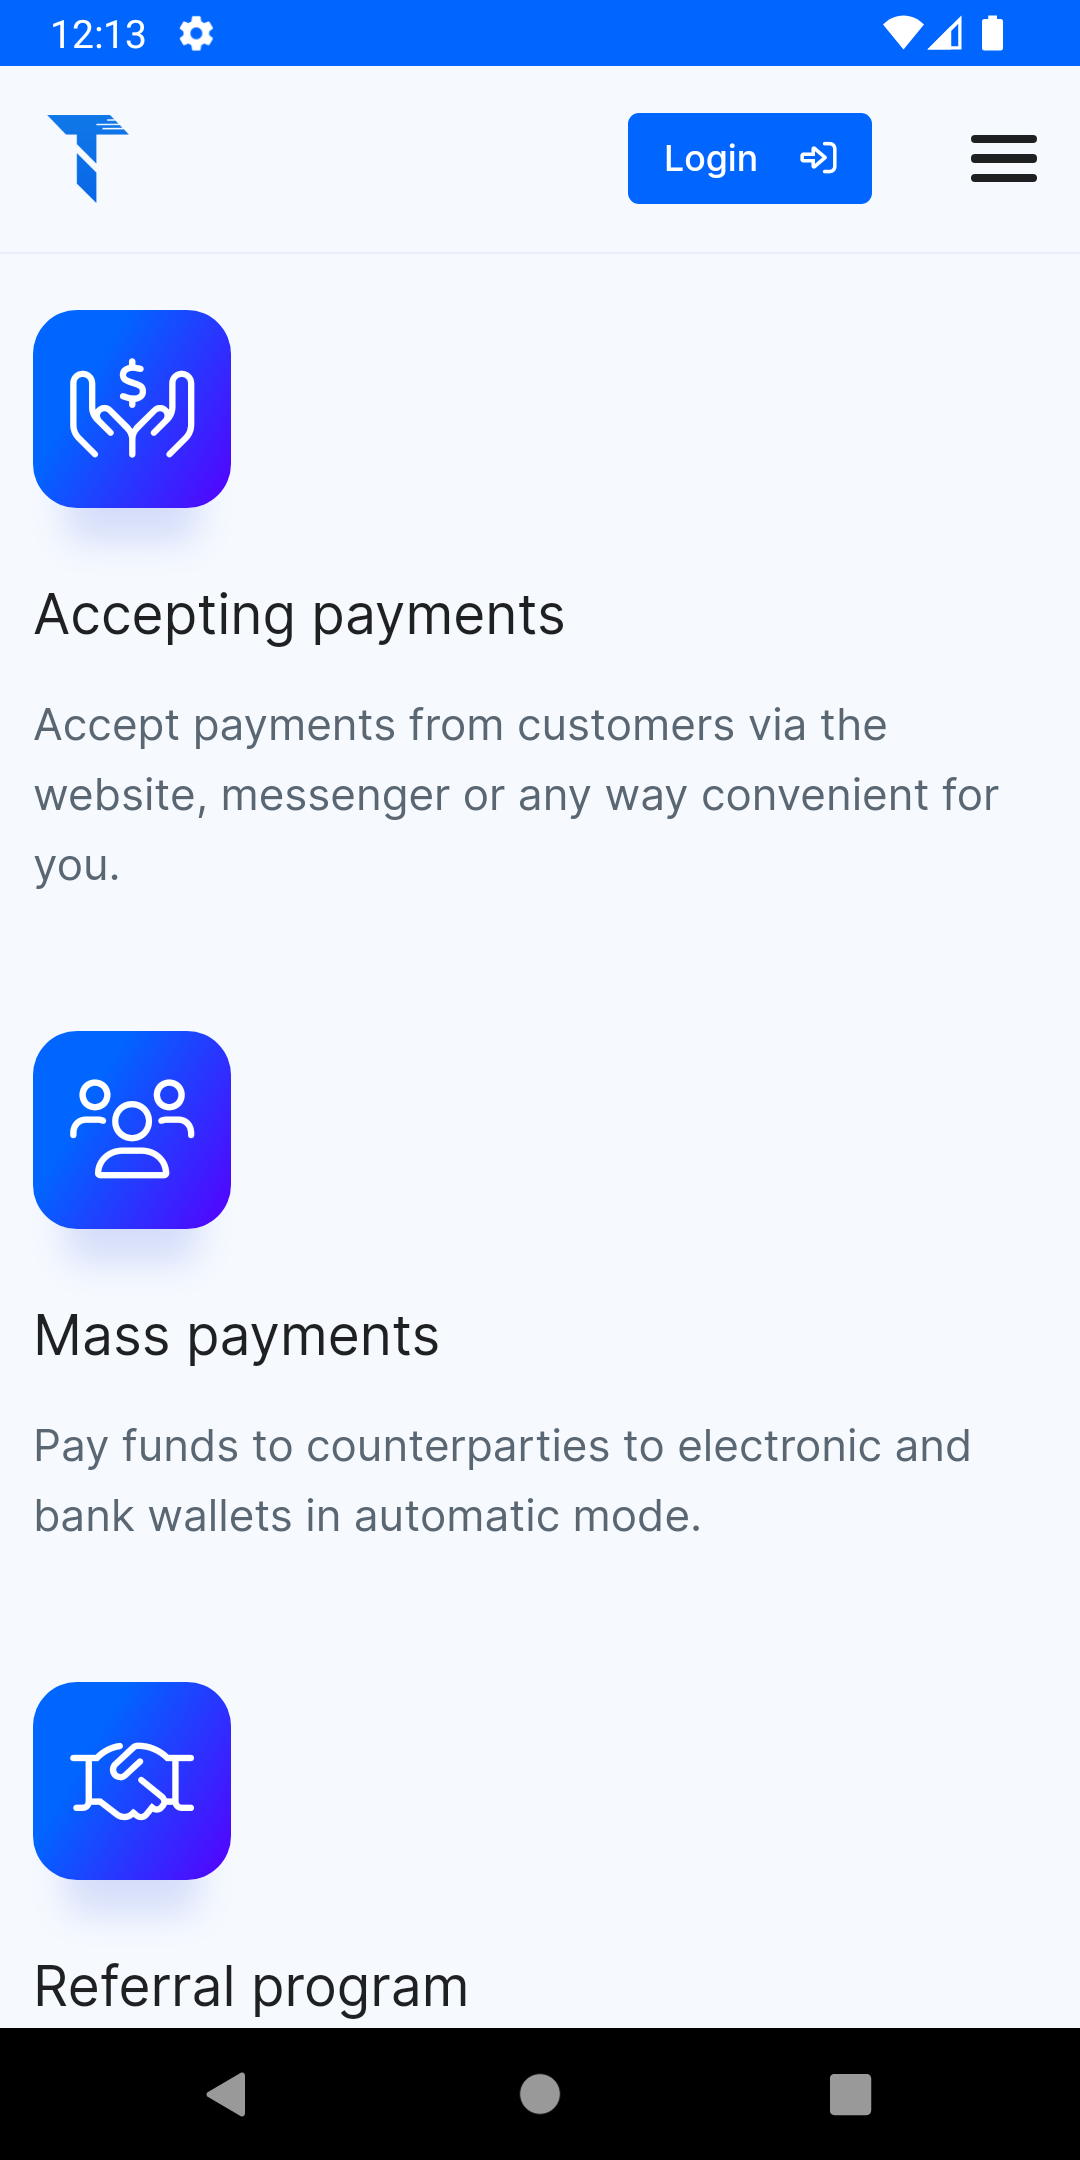 12:13
Login
Accepting payments
Accept payments from customers via the
website, messenger or any way convenient for
you.
Mass payments
Pay funds to counterparties to electronic and
bank wallets in automatic mode.
Referral program